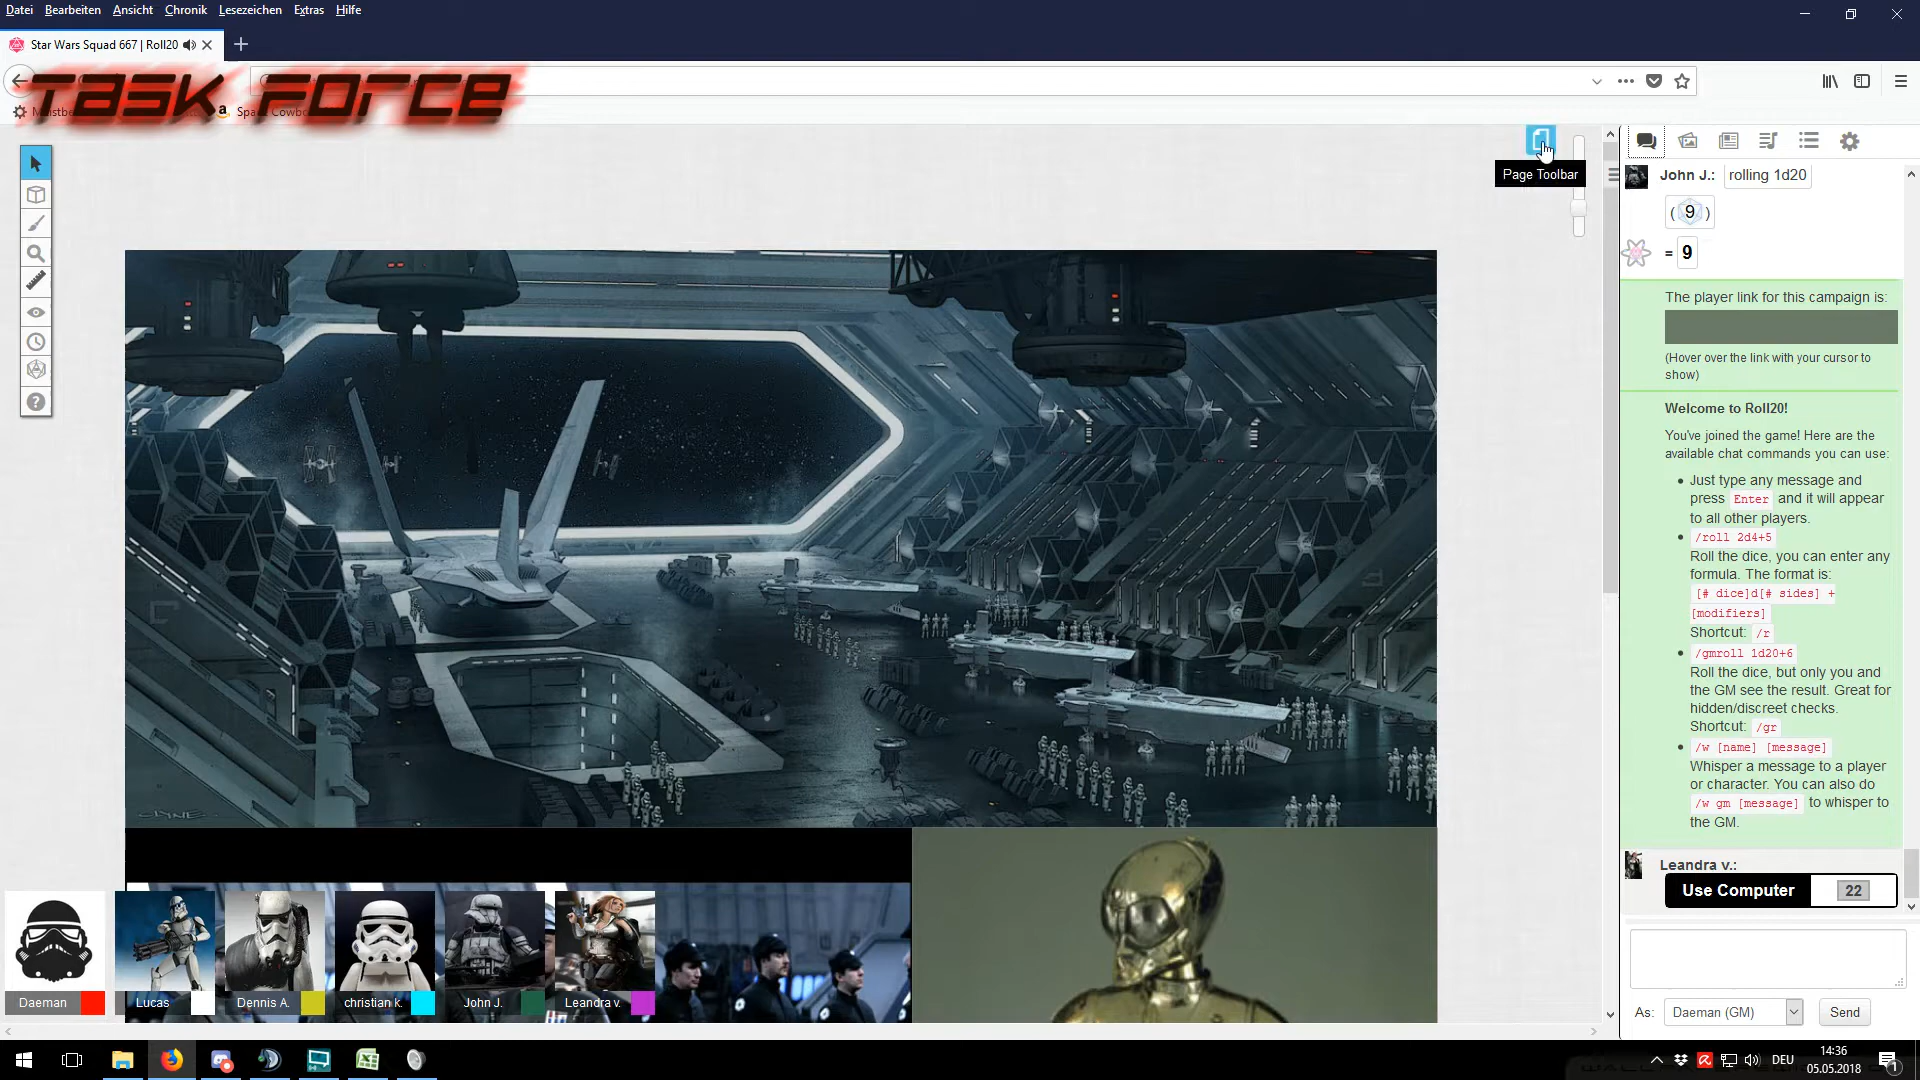 Datei Bearbeiten Ansicht Chronik Lesezeichen Extras Hilfe
Star Wars Squad 667 | Roll20
TASK FORCE
Page Toolbar
John J.: rolling 1d20
( 9 )
= 9
The player link for this campaign is:
(Hover over the link with your cursor to
show)
Welcome to Roll20!
You've joined the game! Here are the
available chat commands you can use:
Just type any message and
press Enter and it will appear
to all other players.
/roll 2d4+5
Roll the dice, you can enter any
formula. The format is:
[# dice]d[# sides] +
[modifiers]
Shortcut: /r
/gmroll 1d20+6
Roll the dice, but only you and
the GM see the result. Great for
hidden/discreet checks.
Shortcut: /gr
/w [name] [message]
Whisper a message to a player
or character. You can also do
/w gm [message] to whisper to
the GM.
Leandra v.:
Use Computer 22
As: Daeman (GM) Send
Daeman Lucas Dennis A. christian k. John J. Leandra v.
DEU
14:36
05.05.2018
1